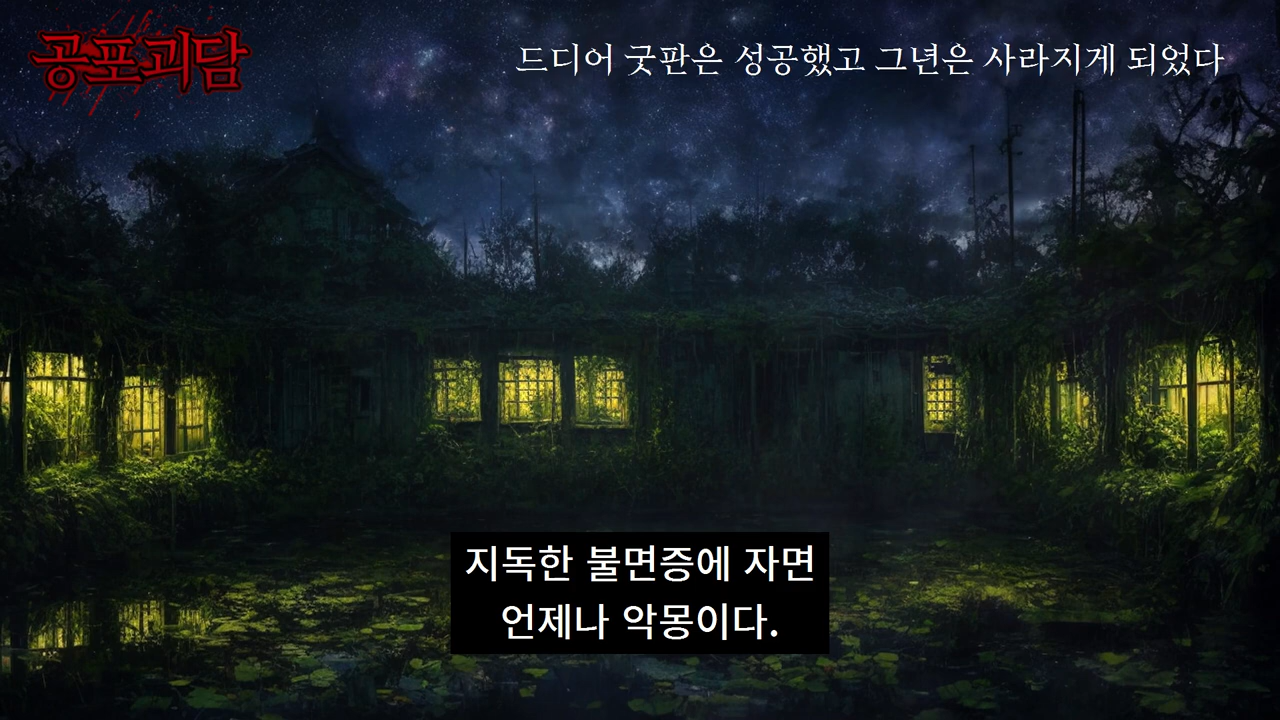 공포괴담
드디어 굿판은 성공했고 그년은 사라지게 되었다
지독한 불면증에 자면
언제나 악몽이다.